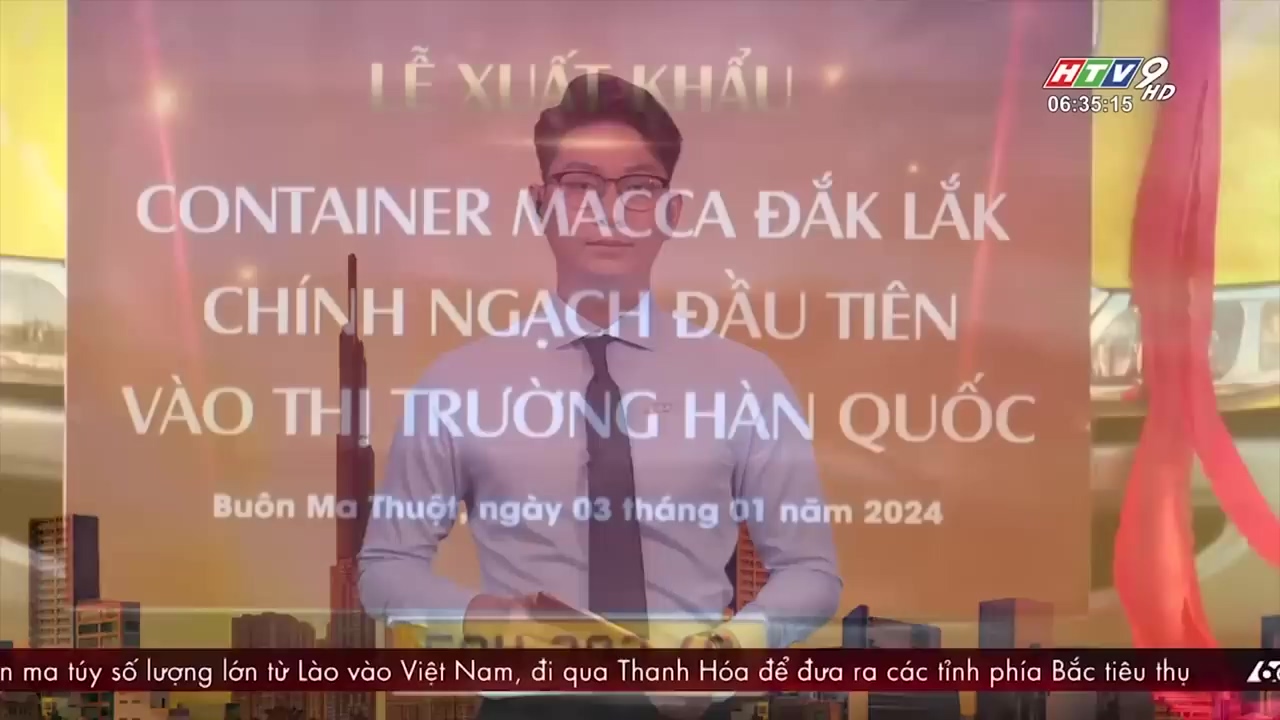 LỄ XUẤT KHẨU
HTV9
HD
06:35:15
CONTAINER MACCA ĐẮK LẮK
CHÍNH NGẠCH ĐẦU TIÊN
VÀO THỊ TRƯỜNG HÀN QUỐC
Buôn Ma Thuột, ngày 03 tháng 01 năm 2024
n ma túy số lượng lớn từ Lào vào Việt Nam, đi qua Thanh Hóa để đưa ra các tỉnh phía Bắc tiêu thụ